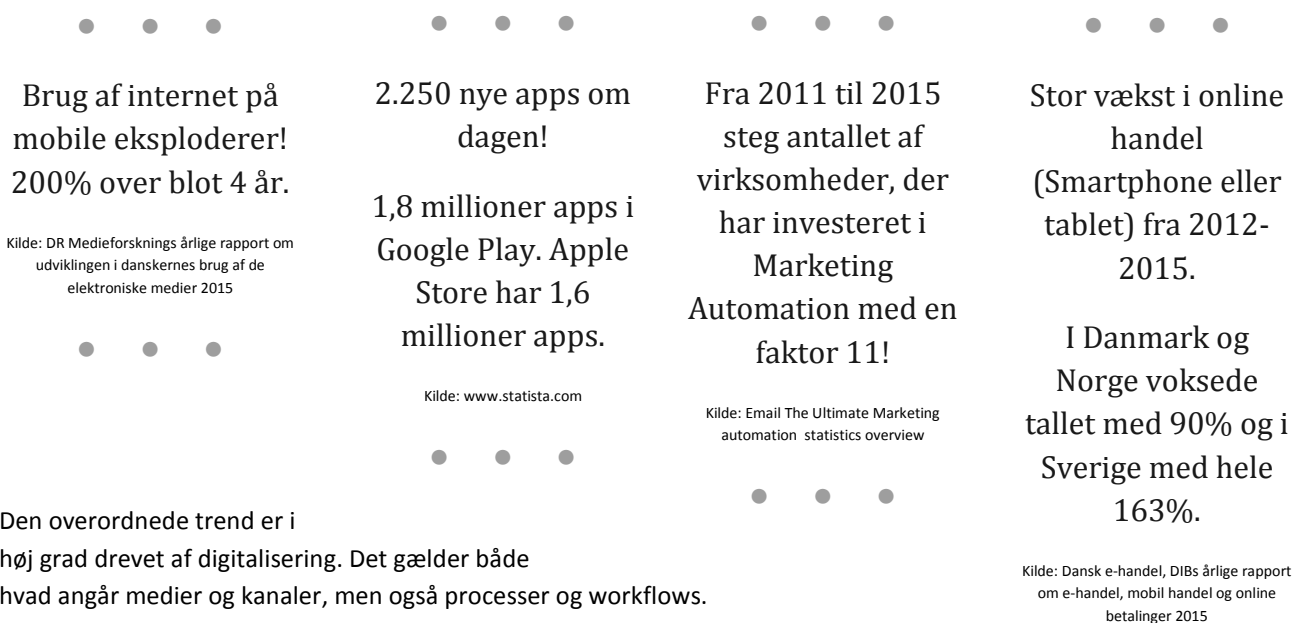 Brug af internet på
mobile eksploderer!
200% over blot 4 år.
Kilde: DR Medieforsknings årlige rapport om
udviklingen i danskernes brug af de
elektroniske medier 2015
2.250 nye apps om
dagen!
1,8 millioner apps i
Google Play. Apple
Store har 1,6
millioner apps.
Kilde: www.statista.com
Fra 2011 til 2015
steg antallet af
virksomheder, der
har investeret i
Marketing
Automation med en
faktor 11!
Kilde: Email The Ultimate Marketing
automation statistics overview
Stor vækst i online
handel
(Smartphone eller
tablet) fra 2012-
2015.
I Danmark og
Norge voksede
tallet med 90% og i
Sverige med hele
163%.
Kilde: Dansk e-handel, DIBs årlige rapport
om e-handel, mobil handel og online
betalinger 2015
Den overordnede trend er i
høj grad drevet af digitalisering. Det gælder både
hvad angår medier og kanaler, men også processer og workflows.